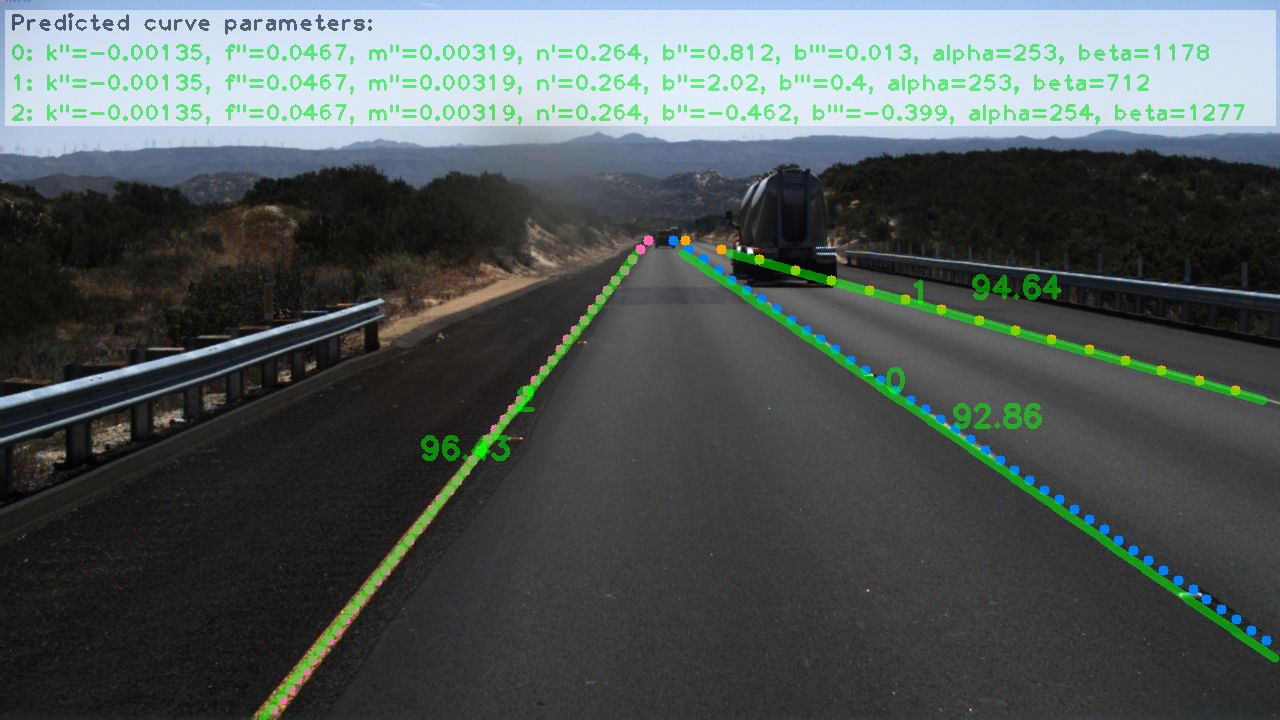 Predicted curve parameters:
0: k''=-0.00135, f''=0.0467, m''=0.00319, n'=0.264, b''=0.812, b'''=0.013, alpha=253, beta=1178
1: k''=-0.00135, f''=0.0467, m''=0.00319, n'=0.264, b''=2.02, b'''=0.4, alpha=253, beta=712
2: k''=-0.00135, f''=0.0467, m''=0.00319, n'=0.264, b''=-0.462, b'''=-0.399, alpha=254, beta=1277
1 94.64
0
92.86
2